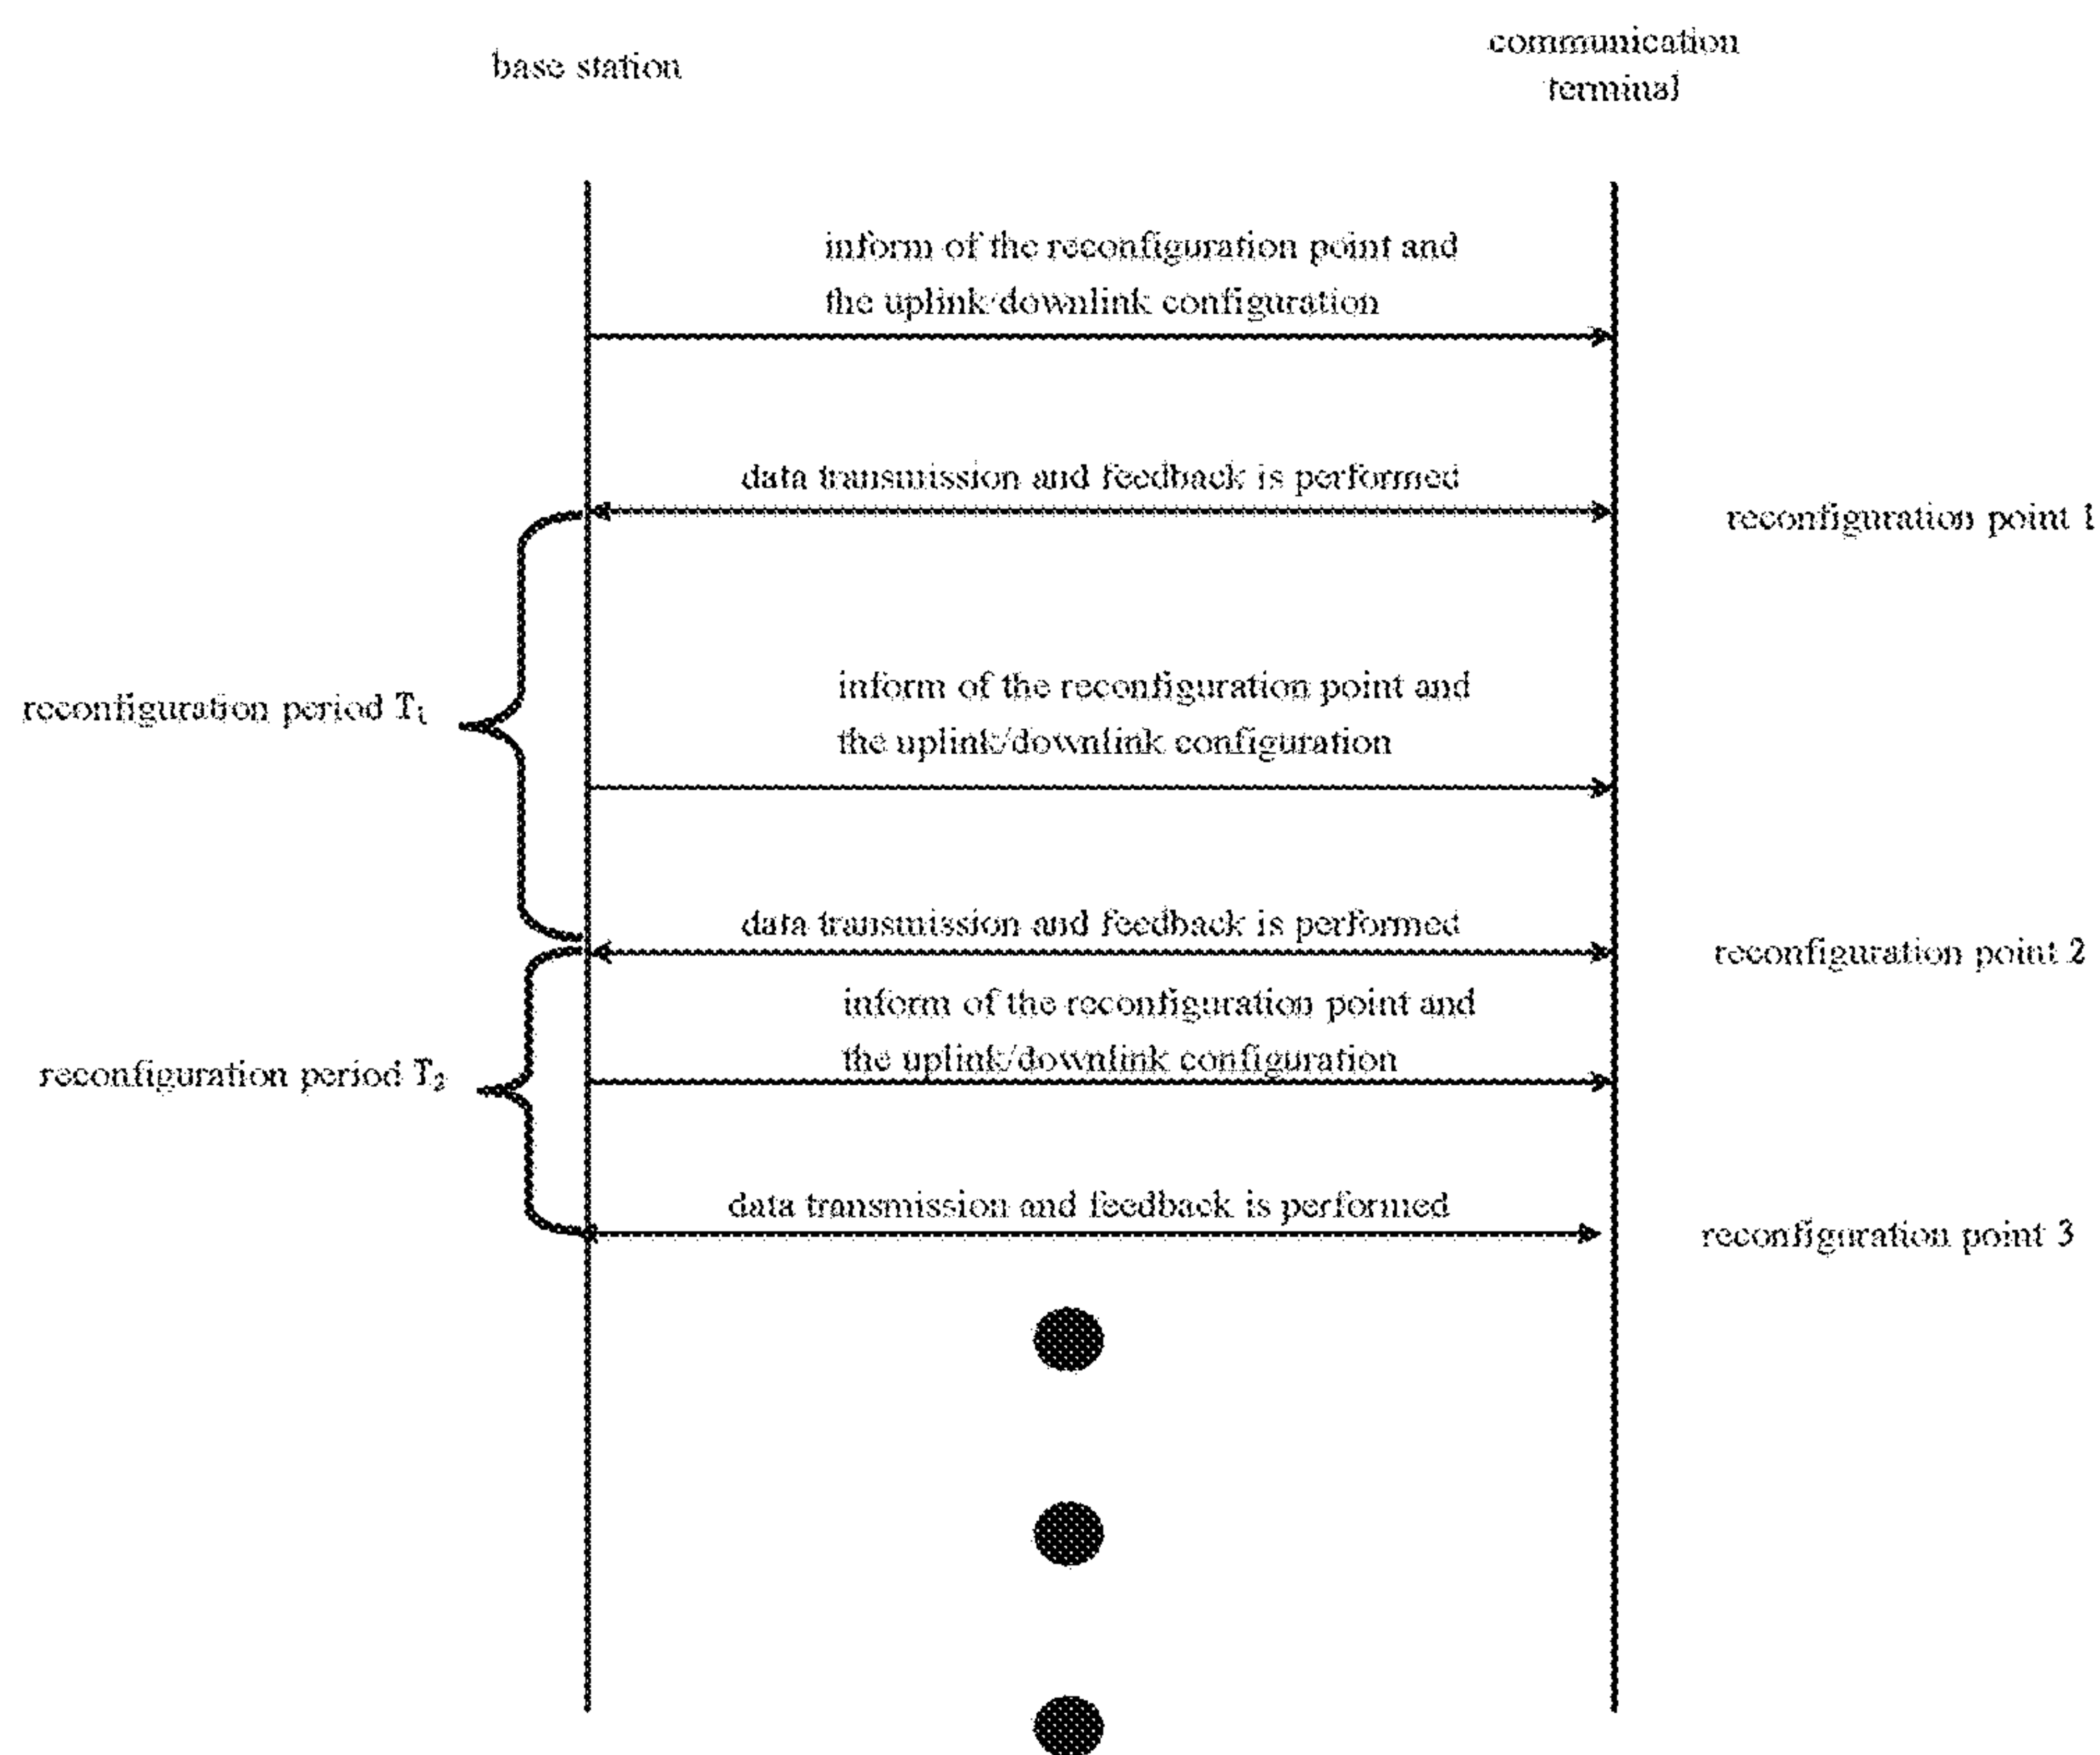 base station
communication
terminal
inform of the reconfiguration point and
the uplink/downlink configuration
data transmission and feedback is performed
reconfiguration point 1
inform of the reconfiguration point and
the uplink/downlink configuration
reconfiguration period T₁
data transmission and feedback is performed
reconfiguration point 2
inform of the reconfiguration point and
the uplink/downlink configuration
reconfiguration period T₂
data transmission and feedback is performed
reconfiguration point 3